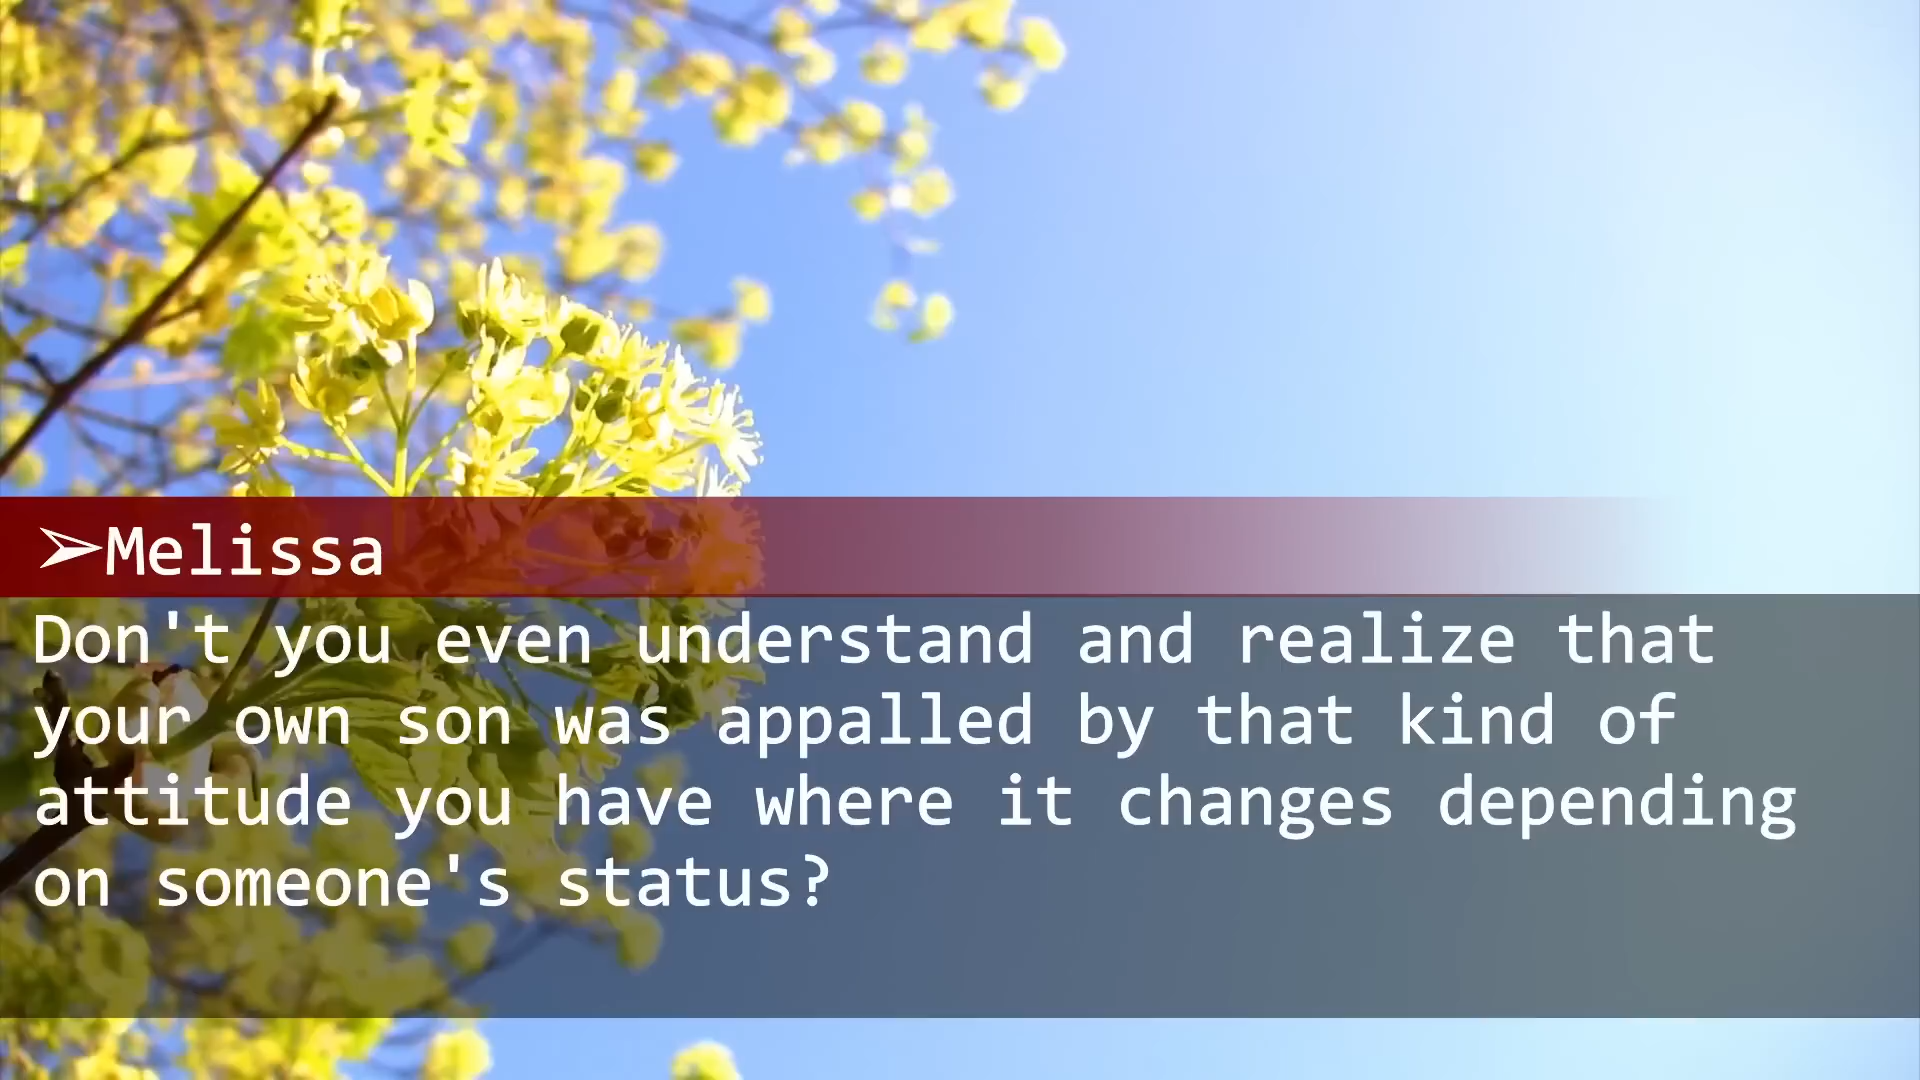 ➢Melissa
Don't you even understand and realize that
your own son was appalled by that kind of
attitude you have where it changes depending
on someone's status?